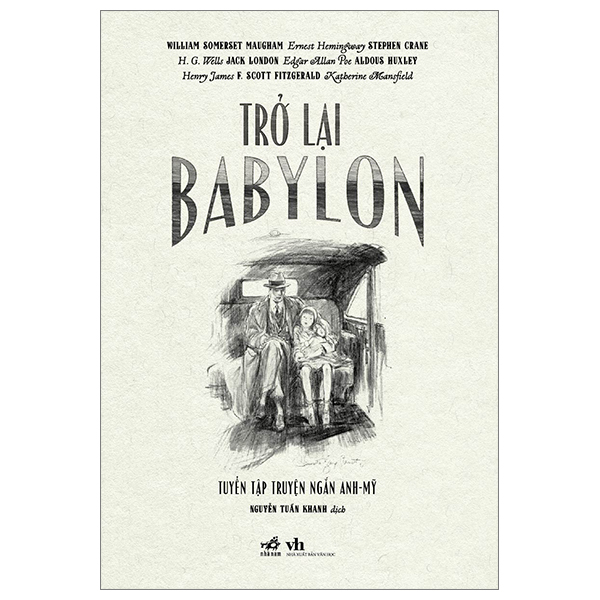 WILLIAM SOMERSET MAUGHAM Ernest Hemingway STEPHEN CRANE
H. G. Wells JACK LONDON Edgar Allan Poe ALDOUS HUXLEY
Henry James F. SCOTT FITZGERALD Katherine Mansfield
TRỞ LẠI
BABYLON
TUYỂN TẬP TRUYỆN NGẮN ANH-MỸ
NGUYỄN TUẤN KHANH dịch
nhã nam
vh
NHÀ XUẤT BẢN VĂN HỌC